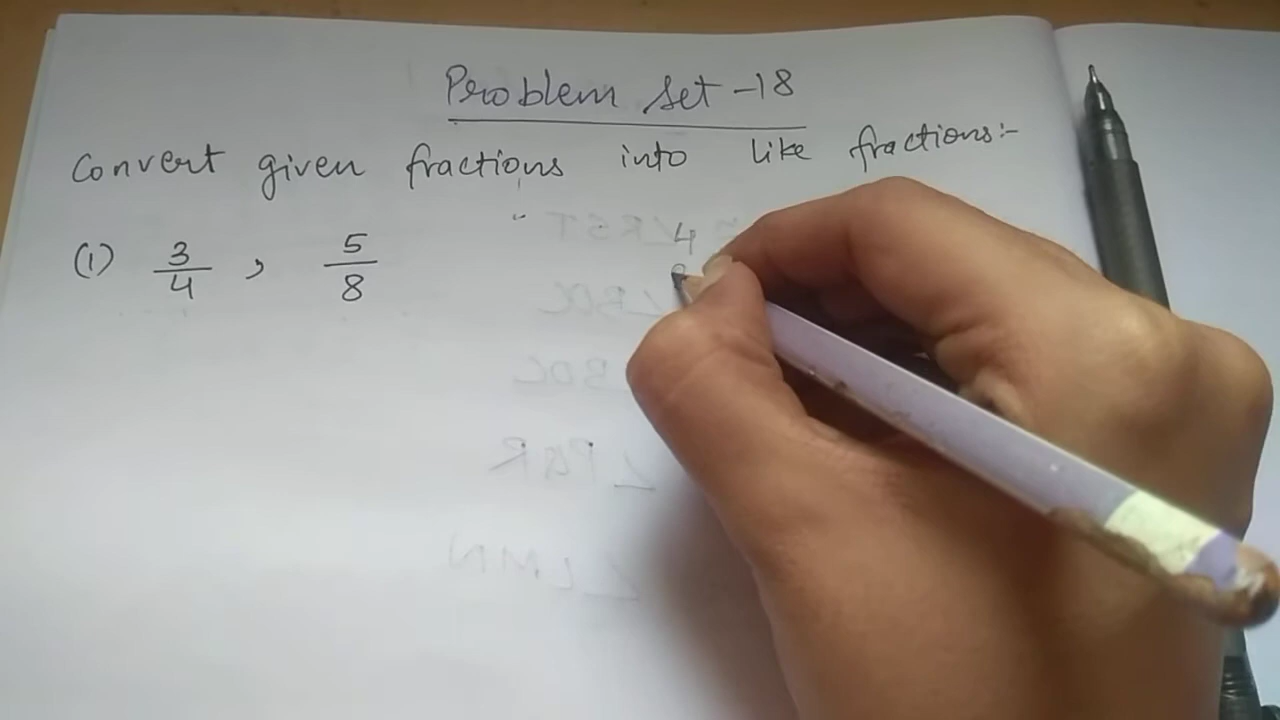 Problem Set -18
Convert given fractions into like fractions:-
(1) 3/4 , 5/8
4